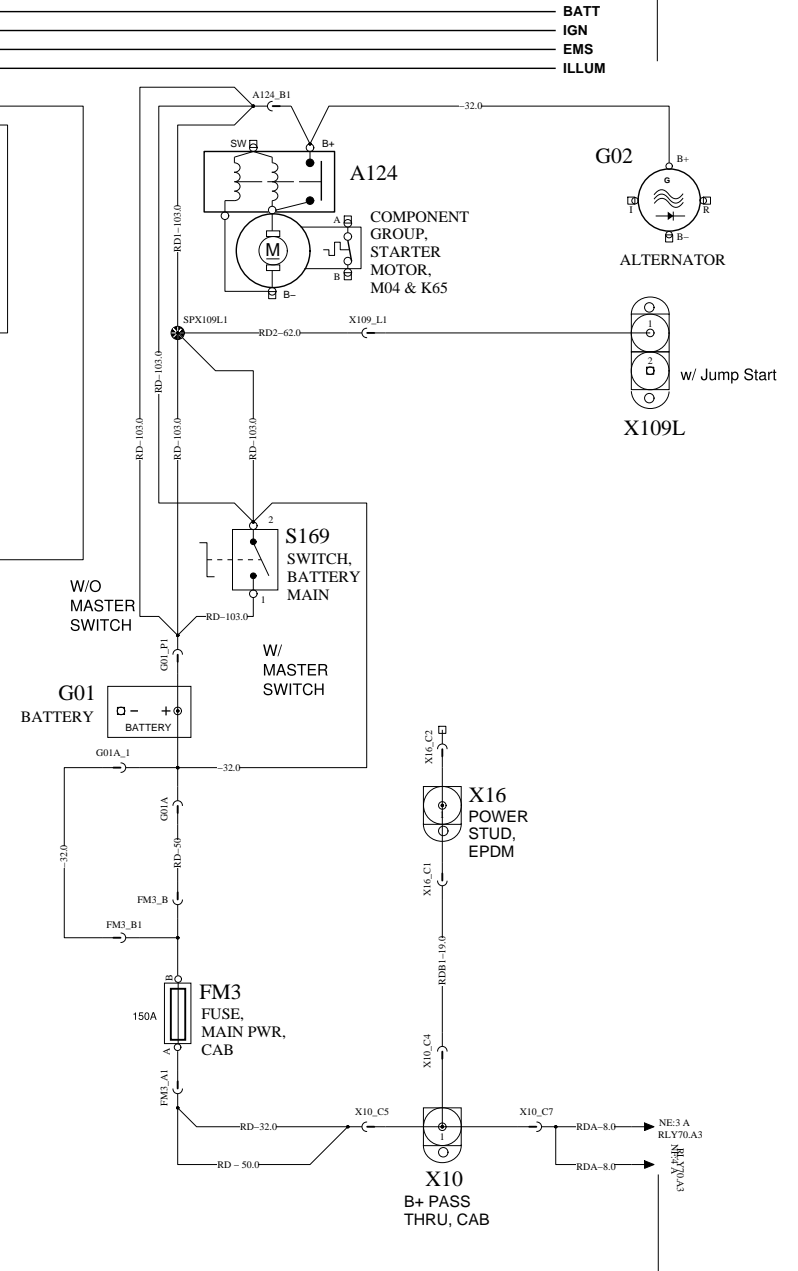 BATT
IGN
EMS
ILLUM
A124_B1
–32.0
SW
B+
A124
G02
B+
G
I
R
B–
ALTERNATOR
RD1–103.0
M
A
B
B–
COMPONENT
GROUP,
STARTER
MOTOR,
M04 & K65
SPX109L1
RD2–62.0
X109_L1
1
2
w/ Jump Start
X109L
RD–103.0
RD–103.0
RD–103.0
RD–103.0
2
S169
SWITCH,
BATTERY
MAIN
1
W/O
MASTER
SWITCH
RD–103.0
G01_P1
W/
MASTER
SWITCH
G01
BATTERY
– +
BATTERY
G01A_1
–32.0
X16_C2
G01A
1
X16
POWER
STUD,
EPDM
–32.0
RD–50
X16_C1
FM3_B
FM3_B1
RDB1–19.0
B
FM3
FUSE,
MAIN PWR,
CAB
150A
A
X10_C4
FM3_A1
RD–32.0
X10_C5
1
X10_C7
RDA–8.0
NE:3 A
RLY70.A3
RD – 50.0
RDA–8.0
NE:4 A
RLY70.A3
X10
B+ PASS
THRU, CAB